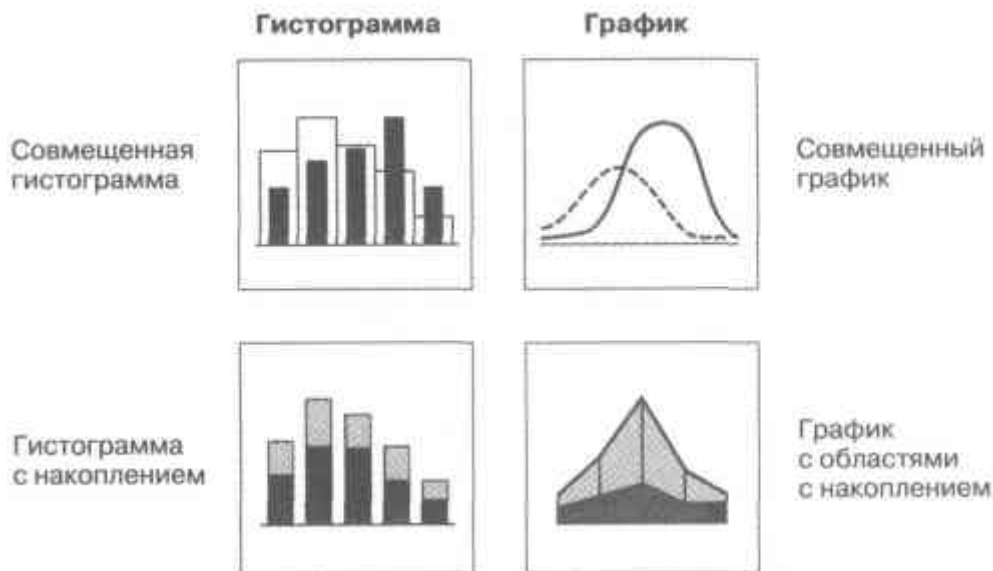 Гистограмма
График
Совмещенная
гистограмма
Совмещенный
график
Гистограмма
с накоплением
График
с областями
с накоплением